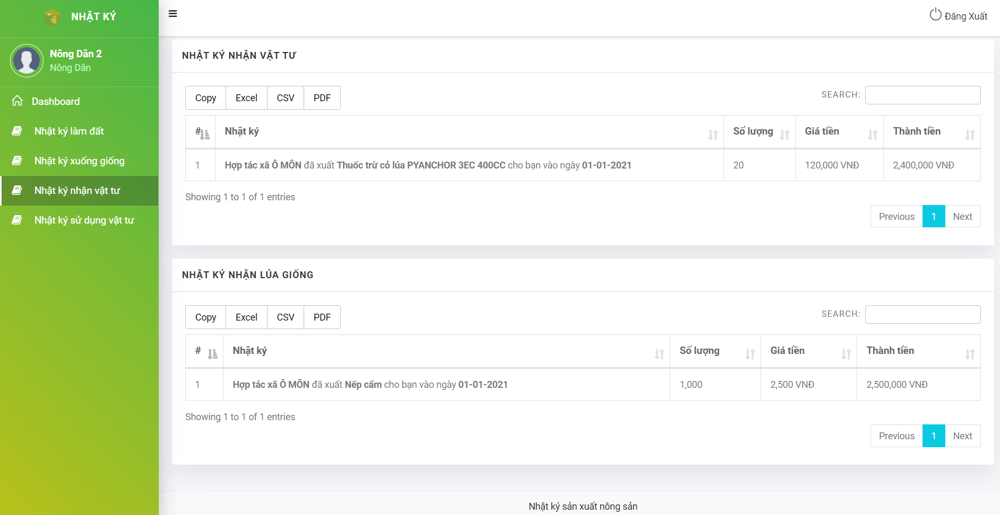 NHẬT KÝ
Đăng Xuất
Nông Dân 2
Nông Dân
Dashboard
Nhật ký làm đất
Nhật ký xuống giống
Nhật ký nhận vật tư
Nhật ký sử dụng vật tư
NHẬT KÝ NHẬN VẬT TƯ
Copy Excel CSV PDF SEARCH:
# Nhật ký Số lượng Giá tiền Thành tiền
1 Hợp tác xã Ô MÔN đã xuất Thuốc trừ cỏ lúa PYANCHOR 3EC 400CC cho bạn vào ngày 01-01-2021 20 120,000 VNĐ 2,400,000 VNĐ
Showing 1 to 1 of 1 entries
Previous 1 Next
NHẬT KÝ NHẬN LÚA GIỐNG
Copy Excel CSV PDF SEARCH:
# Nhật ký Số lượng Giá tiền Thành tiền
1 Hợp tác xã Ô MÔN đã xuất Nếp cẩm cho bạn vào ngày 01-01-2021 1,000 2,500 VNĐ 2,500,000 VNĐ
Showing 1 to 1 of 1 entries
Previous 1 Next
Nhật ký sản xuất nông sản